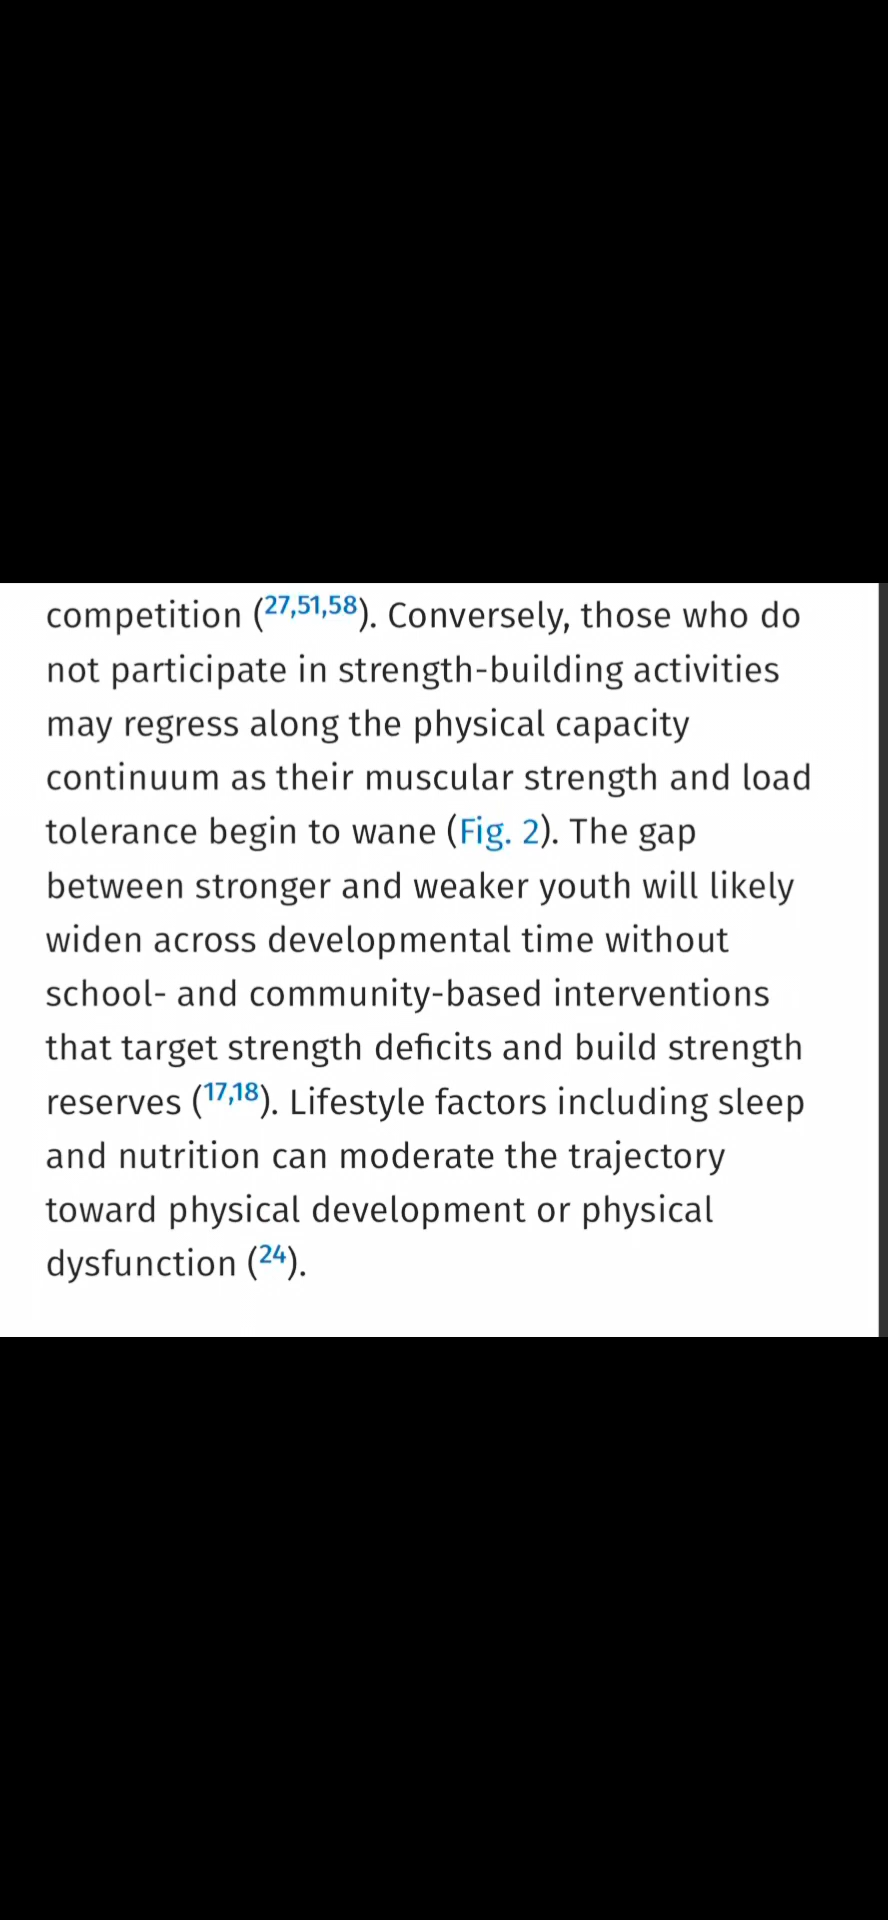 competition (27,51,58). Conversely, those who do
not participate in strength-building activities
may regress along the physical capacity
continuum as their muscular strength and load
tolerance begin to wane (Fig. 2). The gap
between stronger and weaker youth will likely
widen across developmental time without
school- and community-based interventions
that target strength deficits and build strength
reserves (17,18). Lifestyle factors including sleep
and nutrition can moderate the trajectory
toward physical development or physical
dysfunction (24).